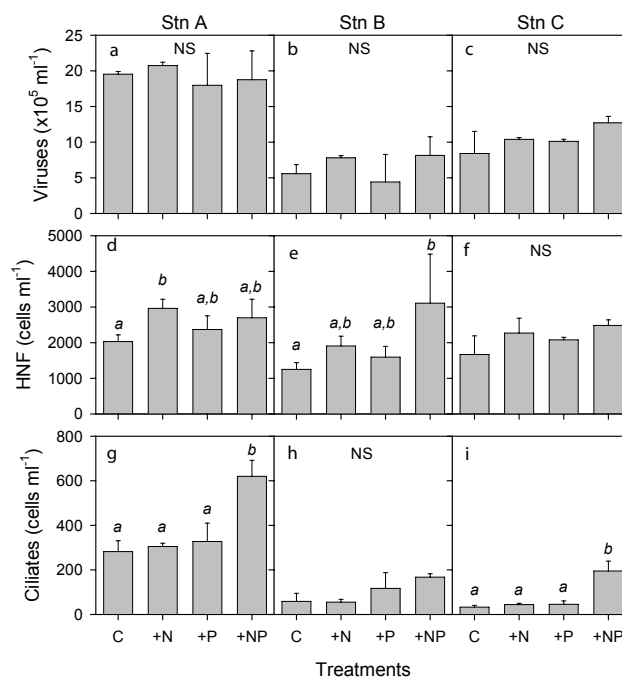 Stn A Stn B Stn C
Viruses (x10⁵ ml⁻¹)
25
20
15
10
5
0
a NS
b NS
c NS
HNF (cells ml⁻¹)
5000
4000
3000
2000
1000
0
d
a b a,b a,b
e
a a,b a,b b
f NS
Ciliates (cells ml⁻¹)
800
600
400
200
0
g
a a a b
h NS
i
a a a b
C +N +P +NP C +N +P +NP C +N +P +NP
Treatments